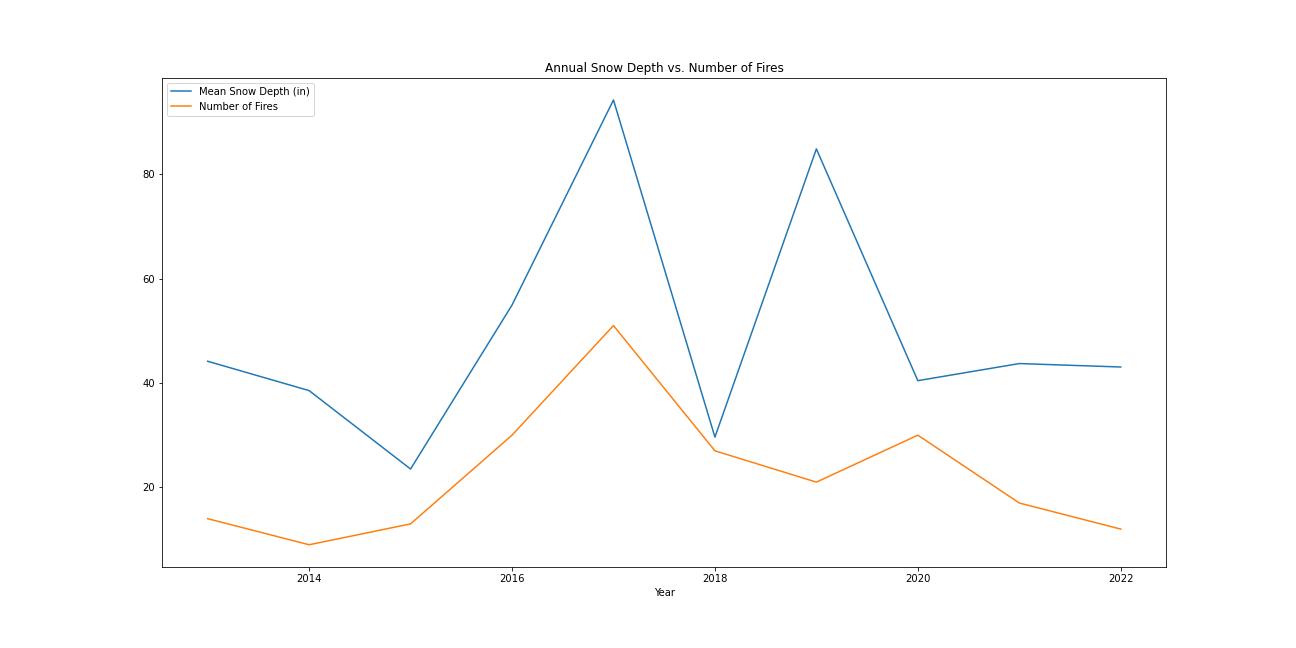 Annual Snow Depth vs. Number of Fires
Mean Snow Depth (in)
Number of Fires
80
60
40
20
2014 2016 2018 2020 2022
Year